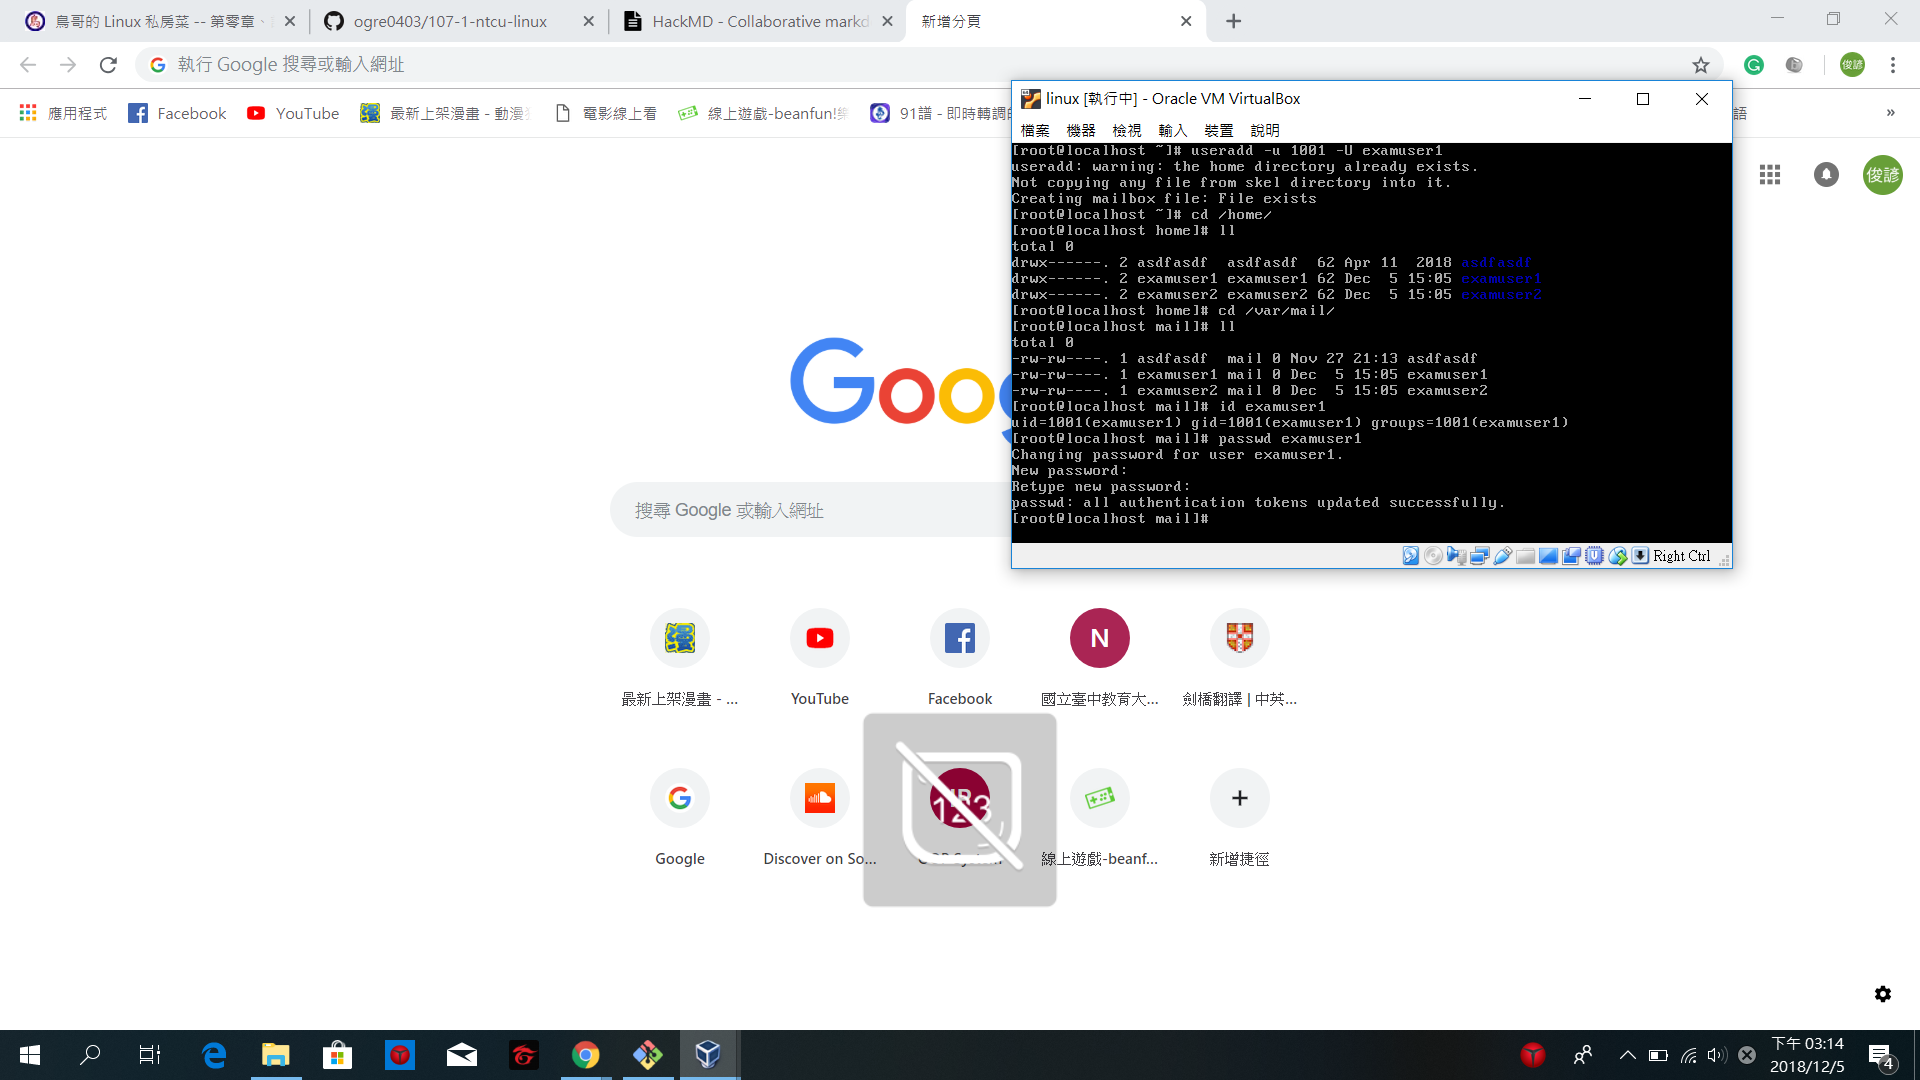 鳥哥的 Linux 私房菜 -- 第零章、
ogre0403/107-1-ntcu-linux
HackMD - Collaborative markd
新增分頁
執行 Google 搜尋或輸入網址
俊諺
應用程式
Facebook
YouTube
最新上架漫畫 - 動漫
電影線上看
線上遊戲-beanfun!樂
91譜 - 即時轉調的
語
»
linux [執行中] - Oracle VM VirtualBox
檔案 機器 檢視 輸入 裝置 說明
[root@localhost ~]# useradd -u 1001 -U examuser1
useradd: warning: the home directory already exists.
Not copying any file from skel directory into it.
Creating mailbox file: File exists
[root@localhost ~]# cd /home/
[root@localhost home]# ll
total 0
drwx------. 2 asdfasdf  asdfasdf  62 Apr 11  2018 asdfasdf
drwx------. 2 examuser1 examuser1 62 Dec  5 15:05 examuser1
drwx------. 2 examuser2 examuser2 62 Dec  5 15:05 examuser2
[root@localhost home]# cd /var/mail/
[root@localhost mail]# ll
total 0
-rw-rw----. 1 asdfasdf  mail 0 Nov 27 21:13 asdfasdf
-rw-rw----. 1 examuser1 mail 0 Dec  5 15:05 examuser1
-rw-rw----. 1 examuser2 mail 0 Dec  5 15:05 examuser2
[root@localhost mail]# id examuser1
uid=1001(examuser1) gid=1001(examuser1) groups=1001(examuser1)
[root@localhost mail]# passwd examuser1
Changing password for user examuser1.
New password:
Retype new password:
passwd: all authentication tokens updated successfully.
[root@localhost mail]#
Right Ctrl
俊諺
Goog
搜尋 Google 或輸入網址
N
最新上架漫畫 - ...
YouTube
Facebook
國立臺中教育大...
劍橋翻譯 | 中英...
123
Google
Discover on So...
線上遊戲-beanf...
新增捷徑
下午 03:14
2018/12/5
4